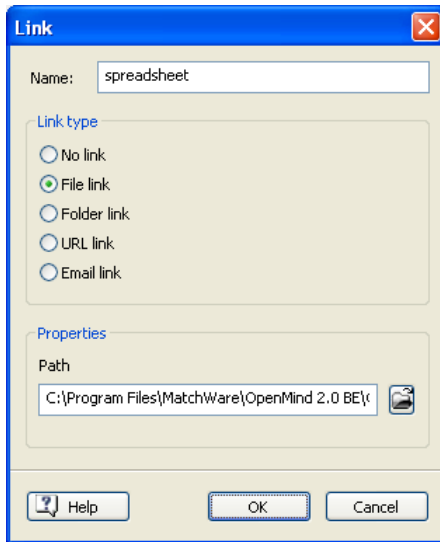 Link
Name: spreadsheet
Link type
No link
File link
Folder link
URL link
Email link
Properties
Path
C:\Program Files\MatchWare\OpenMind 2.0 BE\
Help OK Cancel